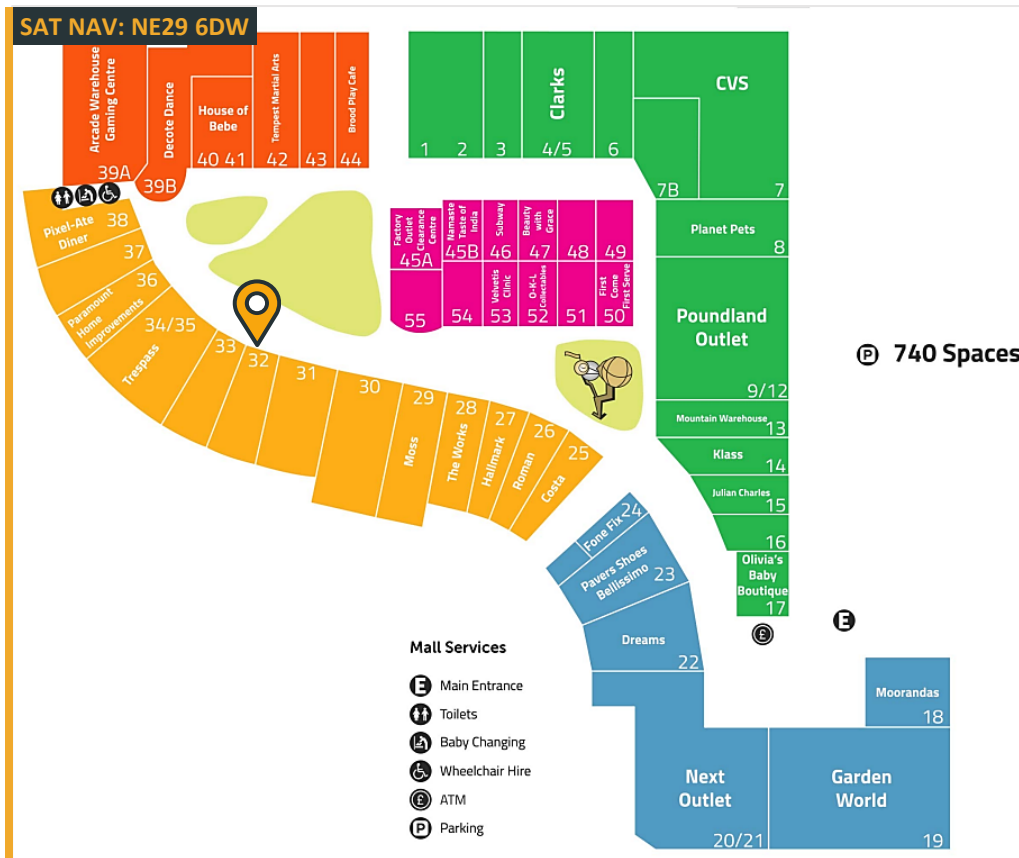 SAT NAV: NE29 6DW
Arcade Warehouse
Gaming Centre
39A
Decote Dance
39B
House of
Bebe
40 41
Tempest Martial Arts
42
43
Brood Play Cafe
44
1
2
3
Clarks
4/5
6
7B
CVS
7
Planet Pets
8
Poundland
Outlet
9/12
Mountain Warehouse
13
Klass
14
Julian Charles
15
16
Olivia's
Baby
Boutique
17
P 740 Spaces
Factory
Outlet
Clearance
Centre
45A
Namaste
Taste of
India
45B
Subway
46
Beauty
with
Grace
47
48
49
55
54
Velvetis
Clinic
53
O-K-L
Collectables
52
51
First
Come
First Serve
50
Pixel-Ate
Diner
38
37
36
Paramount
Home
Improvements
34/35
Trespass
33
32
31
30
29
Moss
28
The Works
27
Hallmark
26
Roman
25
Costa
Fone Fix
24
Pavers Shoes
Bellissimo
23
Dreams
22
£
E
Moorandas
18
Next
Outlet
20/21
Garden
World
19
Mall Services
E Main Entrance
Toilets
Baby Changing
Wheelchair Hire
£ ATM
P Parking